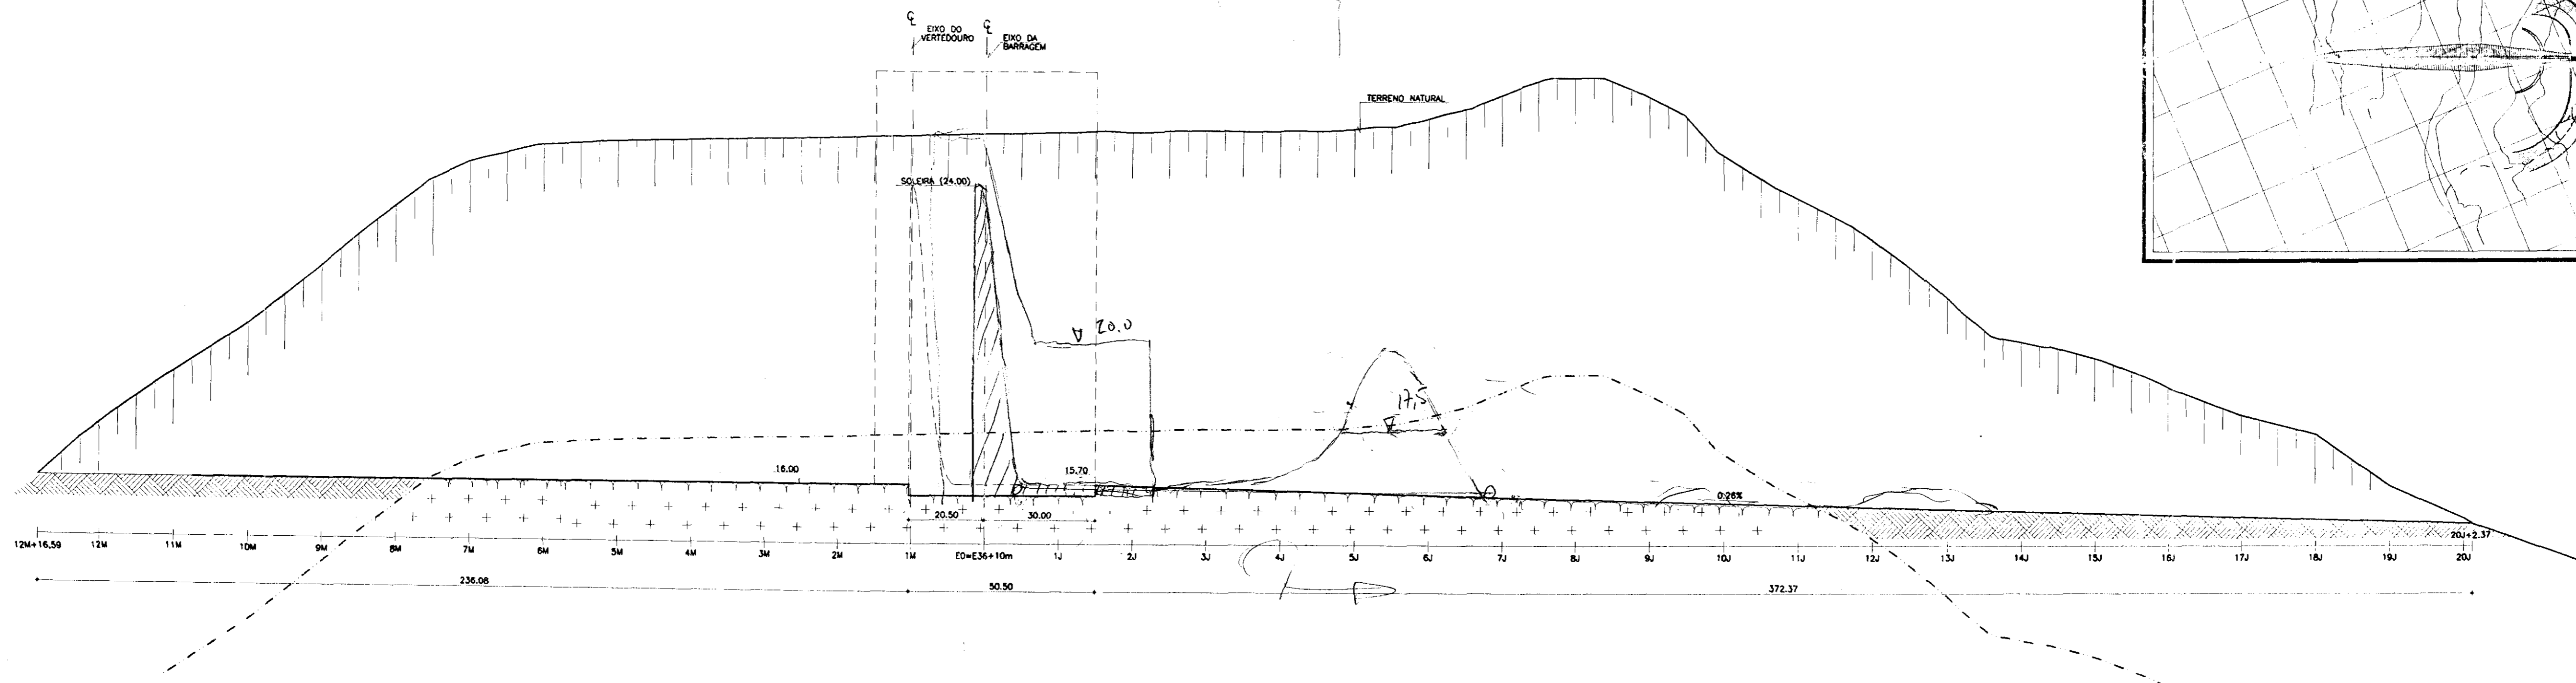 EIXO DO
VERTEDOURO
EIXO DA
BARRAGEM
TERRENO NATURAL
SOLEIRA (24.00)
20.0
17,5
16.00
15.70
0.26%
20.50
30.00
12M+16,59
12M
11M
10M
9M
8M
7M
6M
5M
4M
3M
2M
1M
E0=E36+10m
1J
2J
3J
4J
5J
6J
7J
8J
9J
10J
11J
12J
13J
14J
15J
16J
17J
18J
19J
20J
20J+2.37
236.08
50.50
372.37